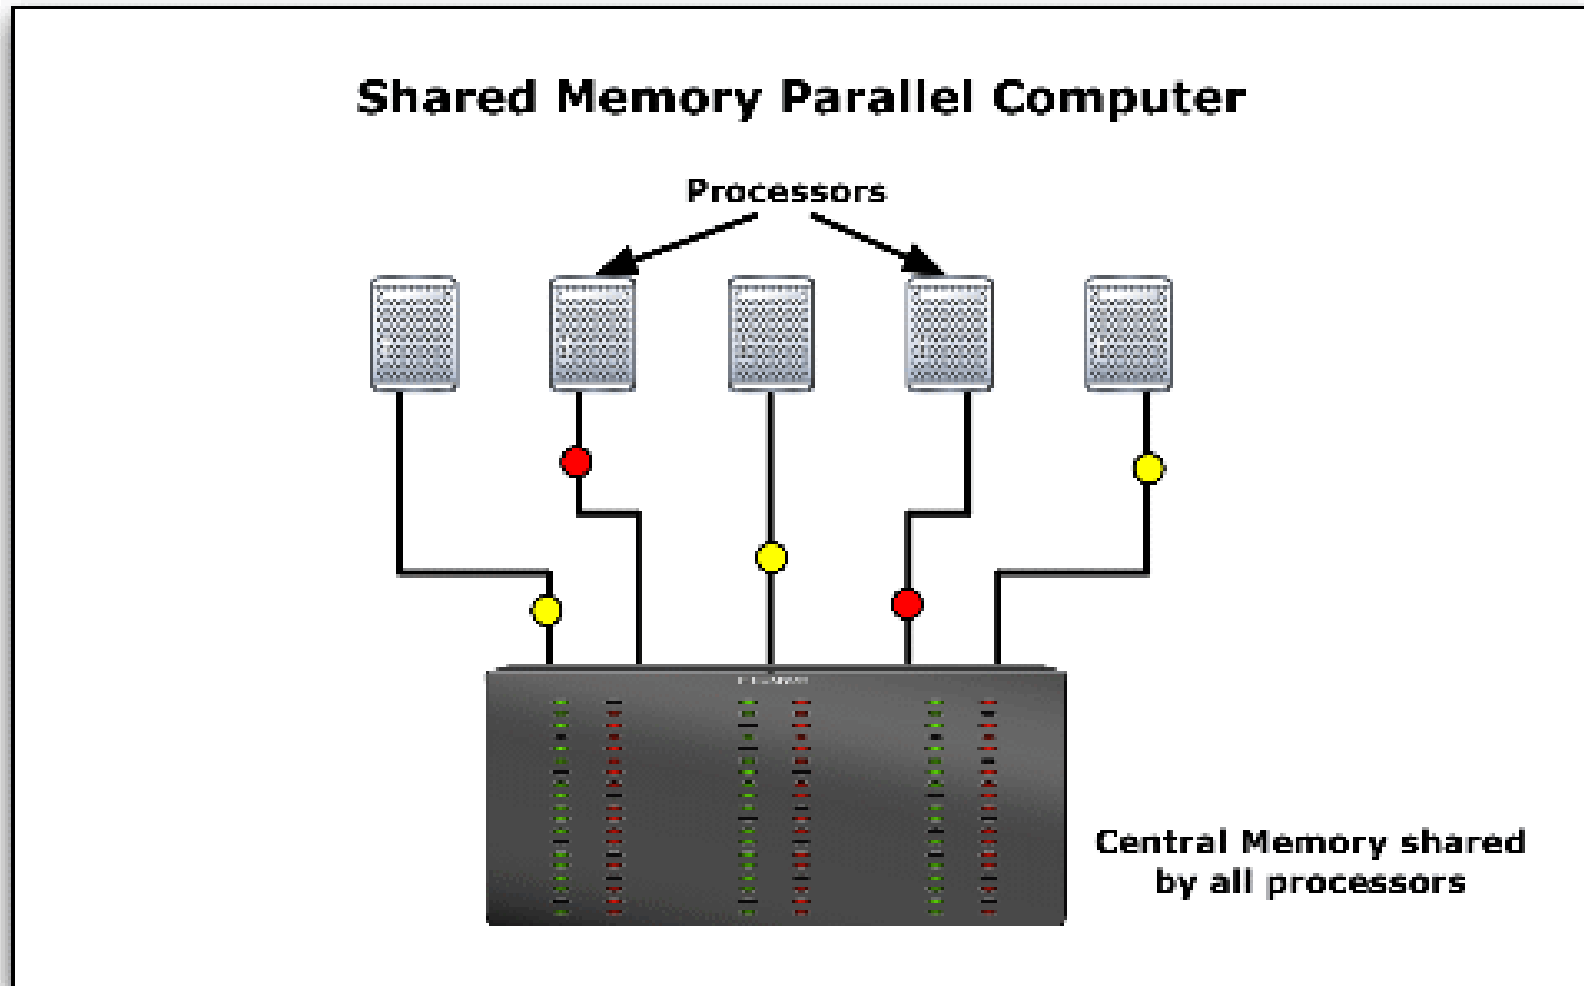 Shared Memory Parallel Computer
Processors
Central Memory shared
by all processors